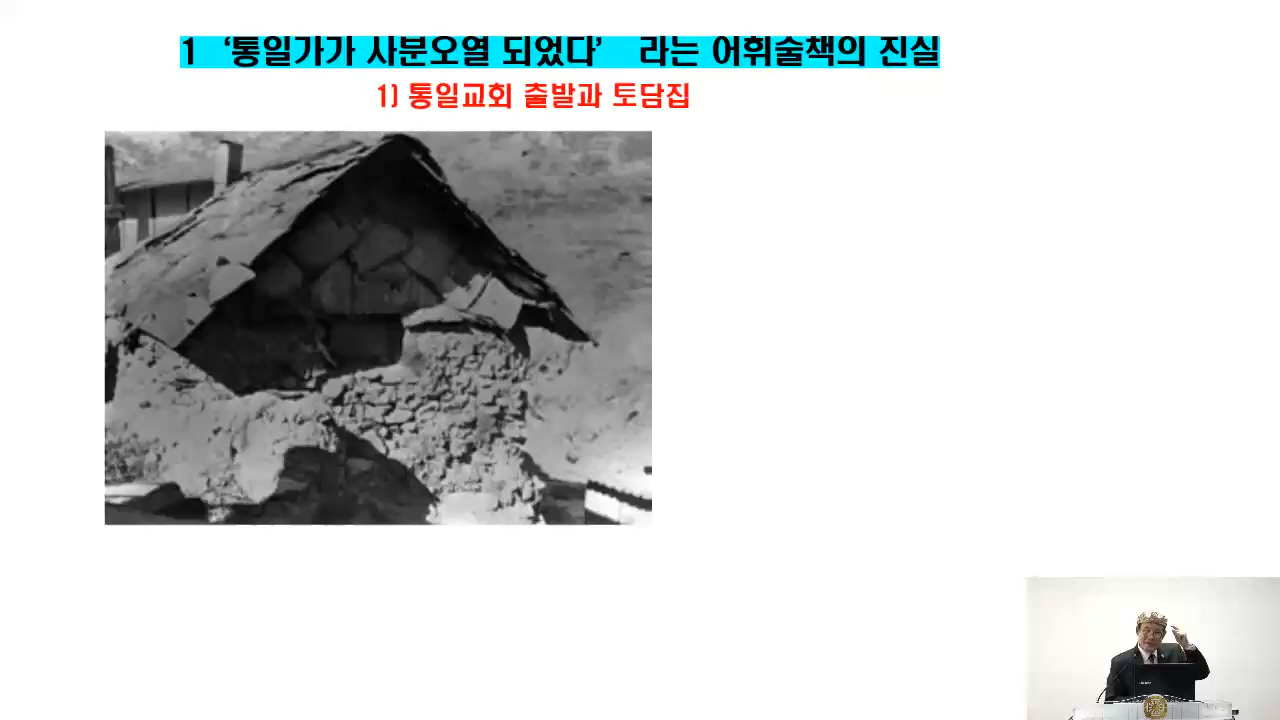 1 ‘통일가가 사분오열 되었다’ 라는 어휘술책의 진실
1) 통일교회 출발과 토담집